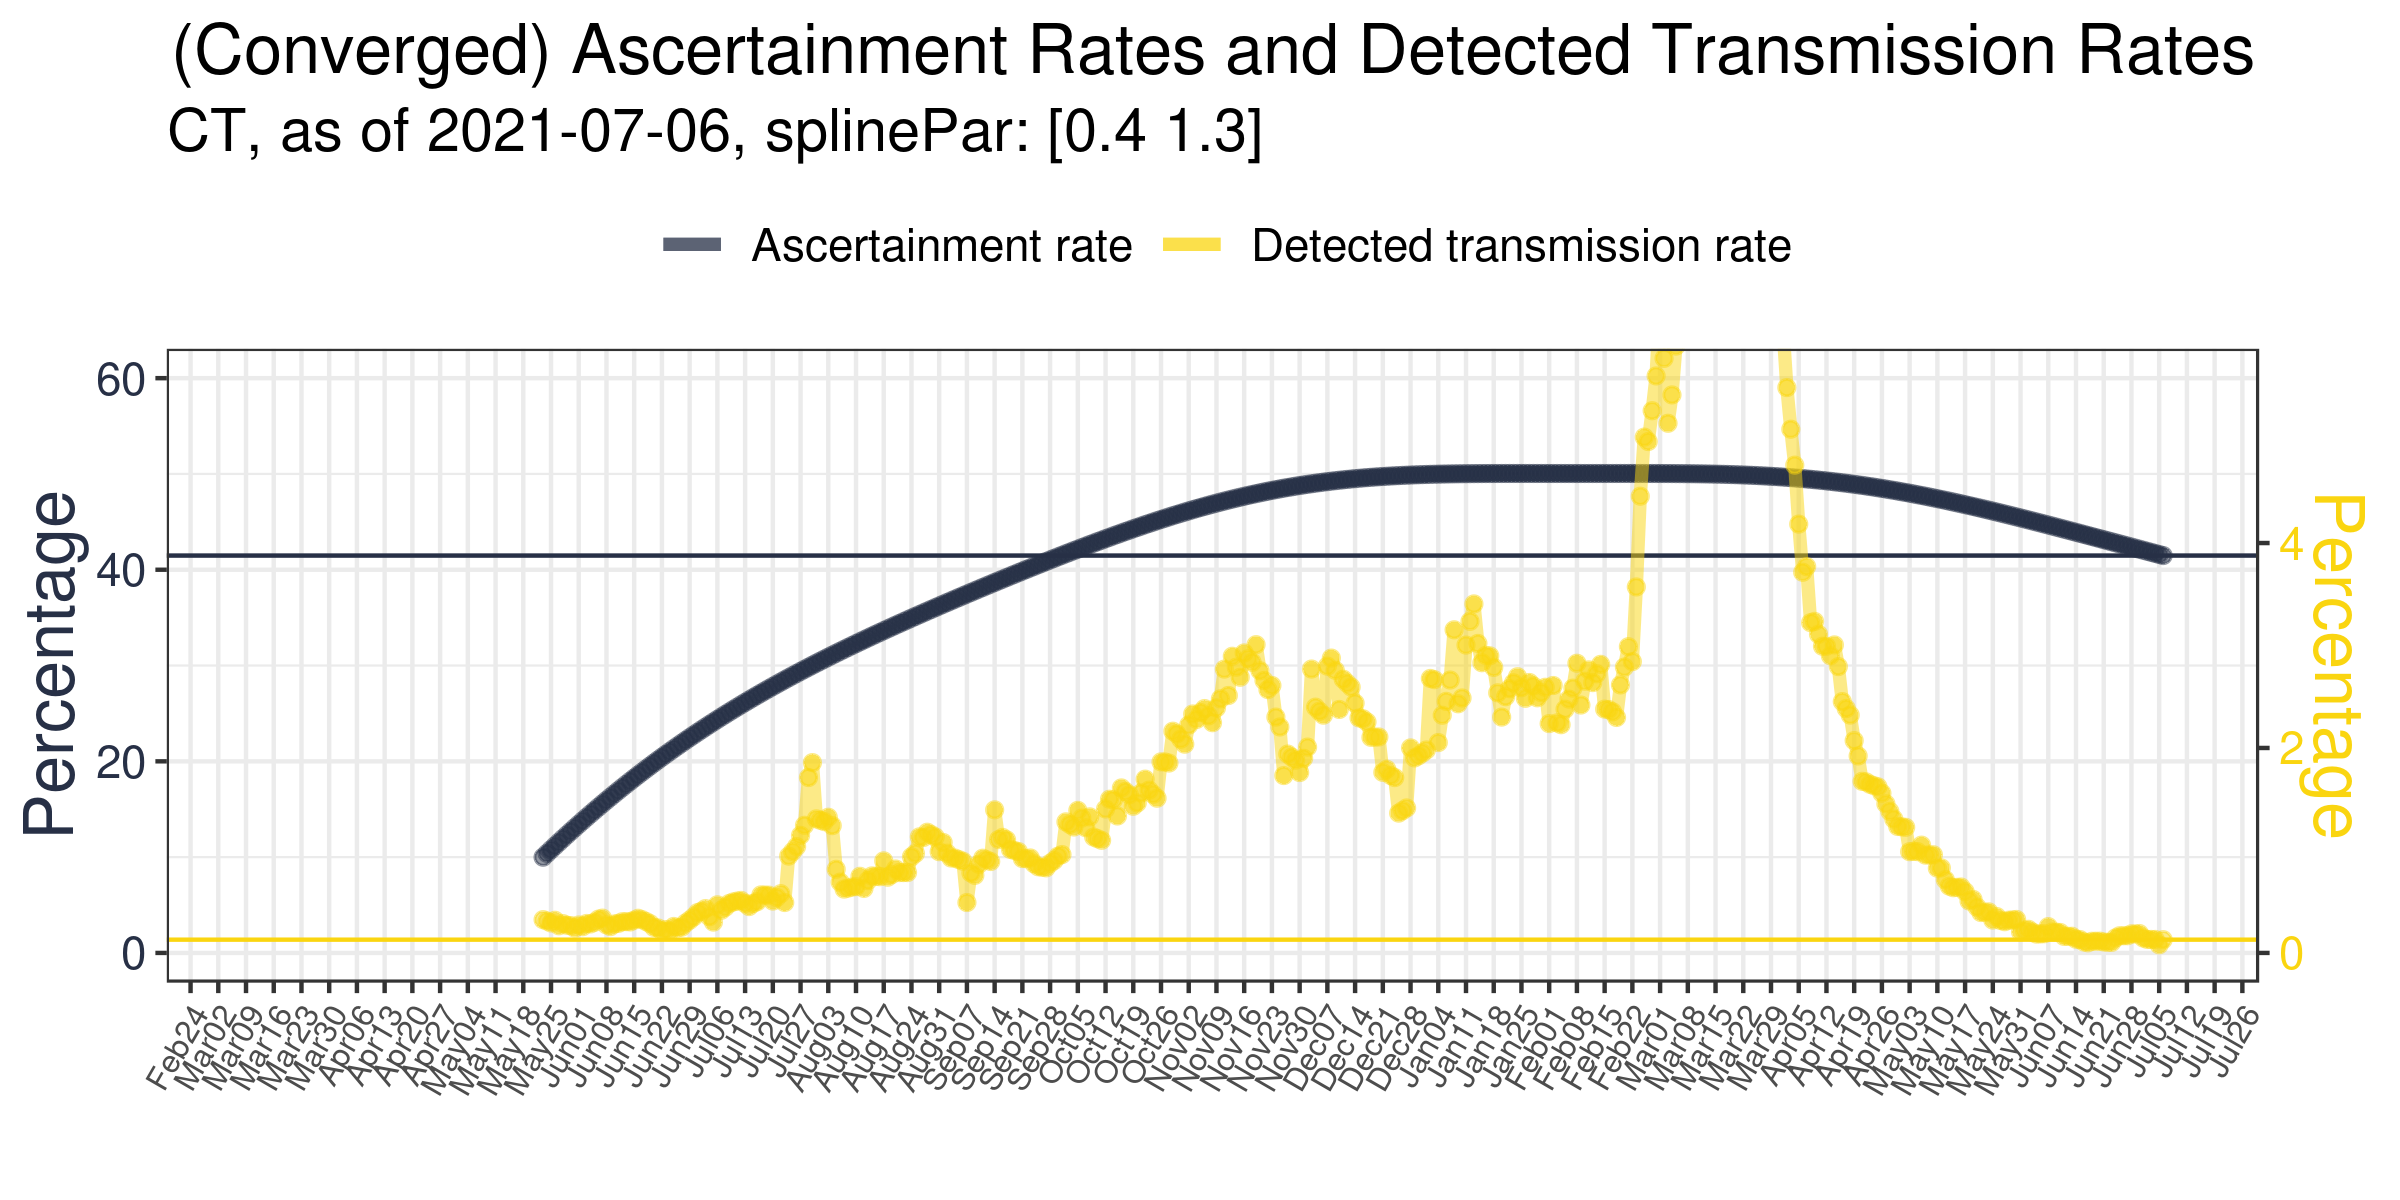 (Converged) Ascertainment Rates and Detected Transmission Rates
CT, as of 2021-07-06, splinePar: [0.4 1.3]
Ascertainment rate
Detected transmission rate
Percentage
60
40
20
0
4
2
0
Percentage
Feb24
Mar02
Mar09
Mar16
Mar23
Mar30
Apr06
Apr13
Apr20
Apr27
May04
May11
May18
May25
Jun01
Jun08
Jun15
Jun22
Jun29
Jul06
Jul13
Jul20
Jul27
Aug03
Aug10
Aug17
Aug24
Aug31
Sep07
Sep14
Sep21
Sep28
Oct05
Oct12
Oct19
Oct26
Nov02
Nov09
Nov16
Nov23
Nov30
Dec07
Dec14
Dec21
Dec28
Jan04
Jan11
Jan18
Jan25
Feb01
Feb08
Feb15
Feb22
Mar01
Mar08
Mar15
Mar22
Mar29
Apr05
Apr12
Apr19
Apr26
May03
May10
May17
May24
May31
Jun07
Jun14
Jun21
Jun28
Jul05
Jul12
Jul19
Jul26